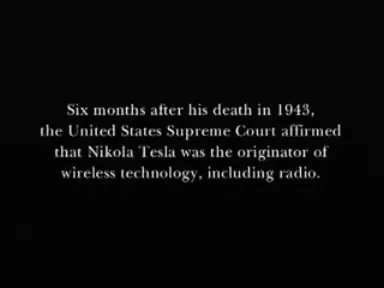 Six months after his death in 1943,
the United States Supreme Court affirmed
that Nikola Tesla was the originator of
wireless technology, including radio.